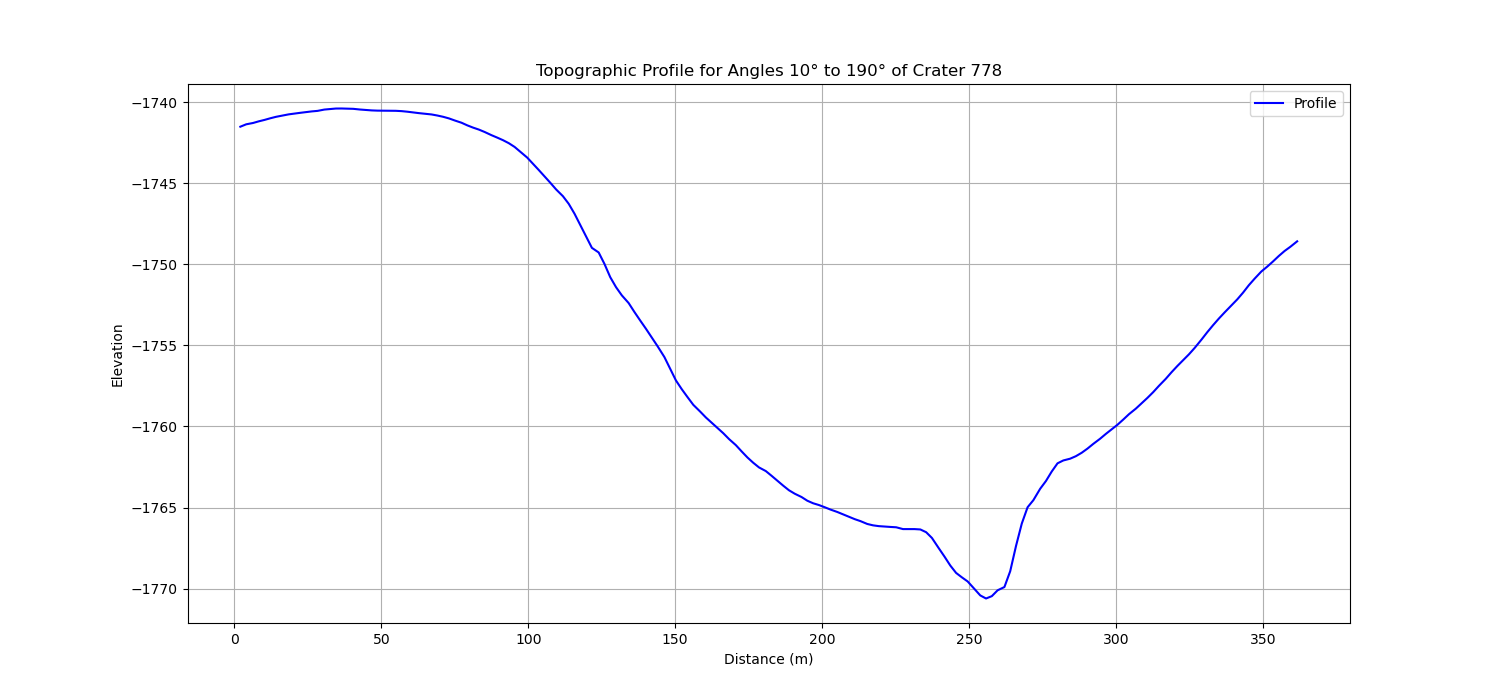 Topographic Profile for Angles 10° to 190° of Crater 778
Profile
−1740
−1745
−1750
−1755
−1760
−1765
−1770
Elevation
0 50 100 150 200 250 300 350
Distance (m)